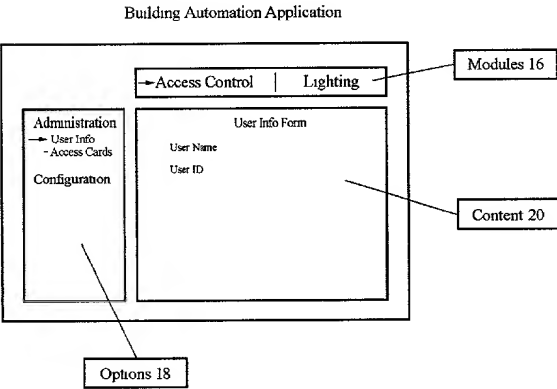 Building Automation Application
Access Control | Lighting
Modules 16
Administration
User Info
- Access Cards
Configuration
User Info Form
User Name
User ID
Content 20
Options 18